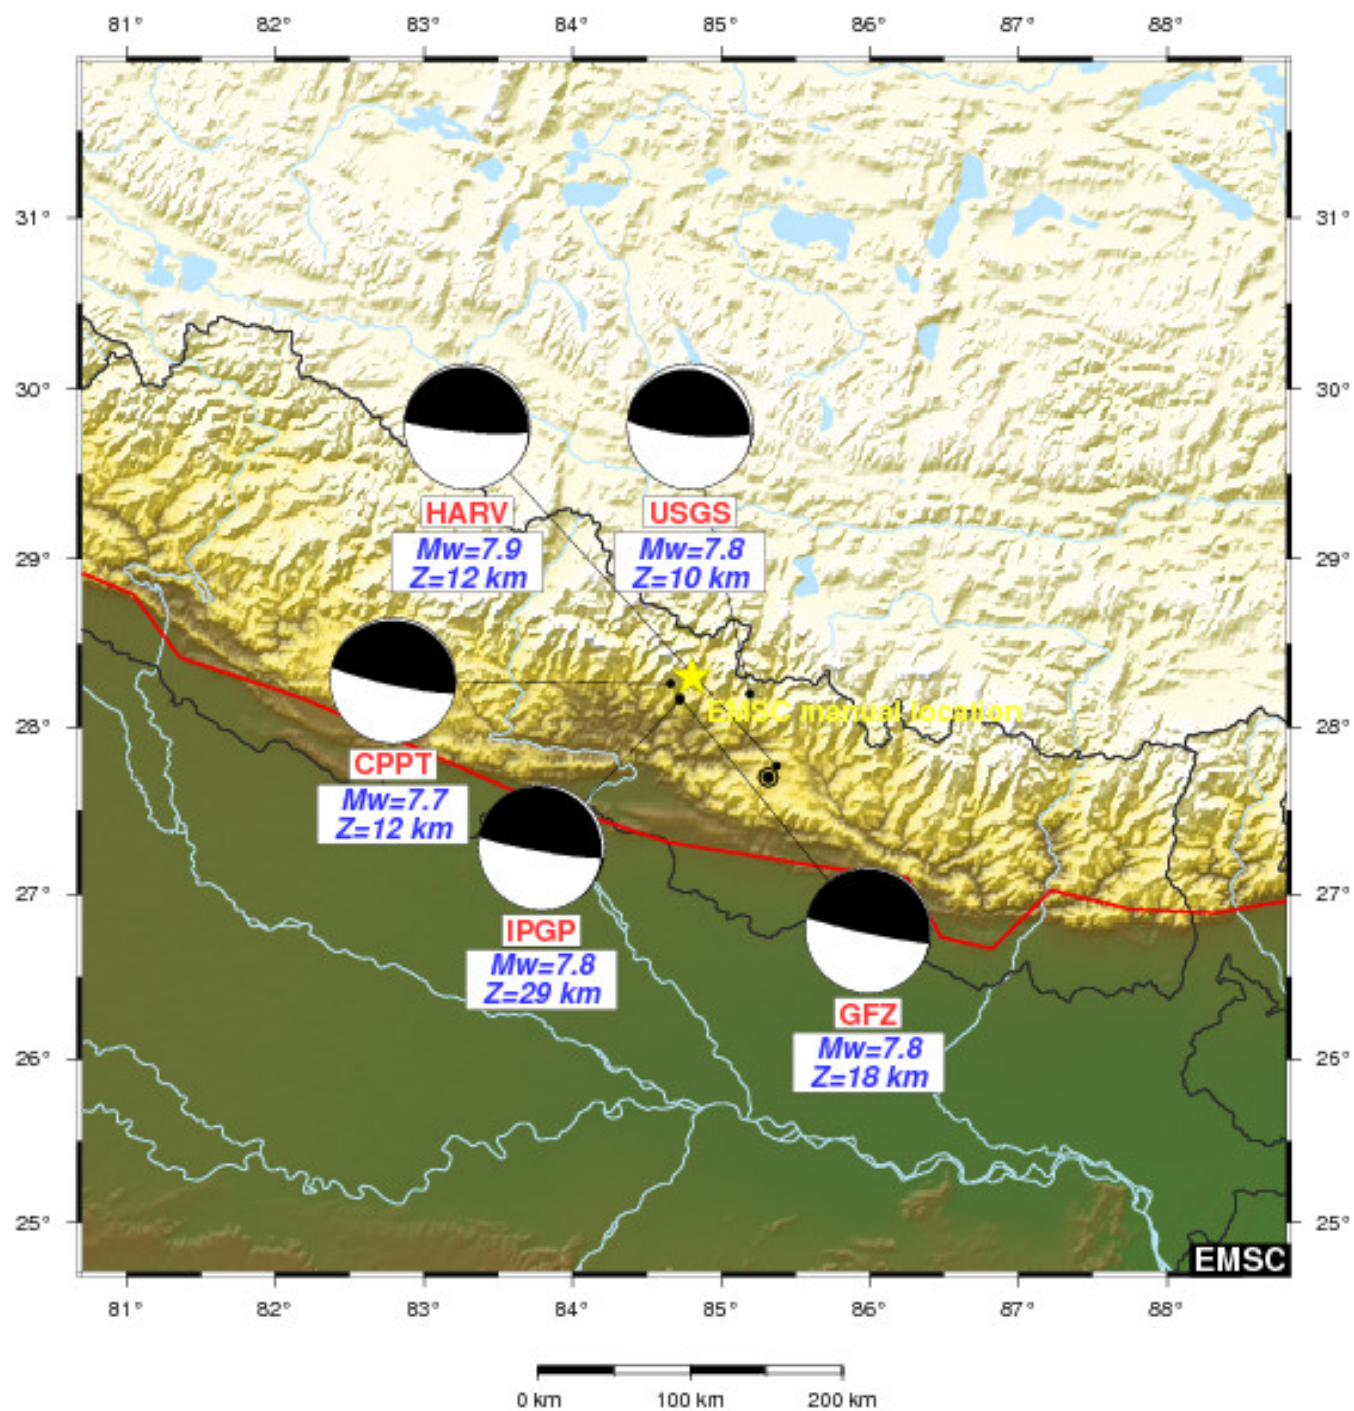 81° 82° 83° 84° 85° 86° 87° 88°
31° 31°
30° 30°
HARV USGS
Mw=7.9 Mw=7.8
Z=12 km Z=10 km
29° 29°
28° 28°
EMSC manual location
CPPT
Mw=7.7
Z=12 km
27° 27°
IPGP
Mw=7.8
Z=29 km
GFZ
Mw=7.8
Z=18 km
26° 26°
25° 25°
EMSC
81° 82° 83° 84° 85° 86° 87° 88°
0 km 100 km 200 km